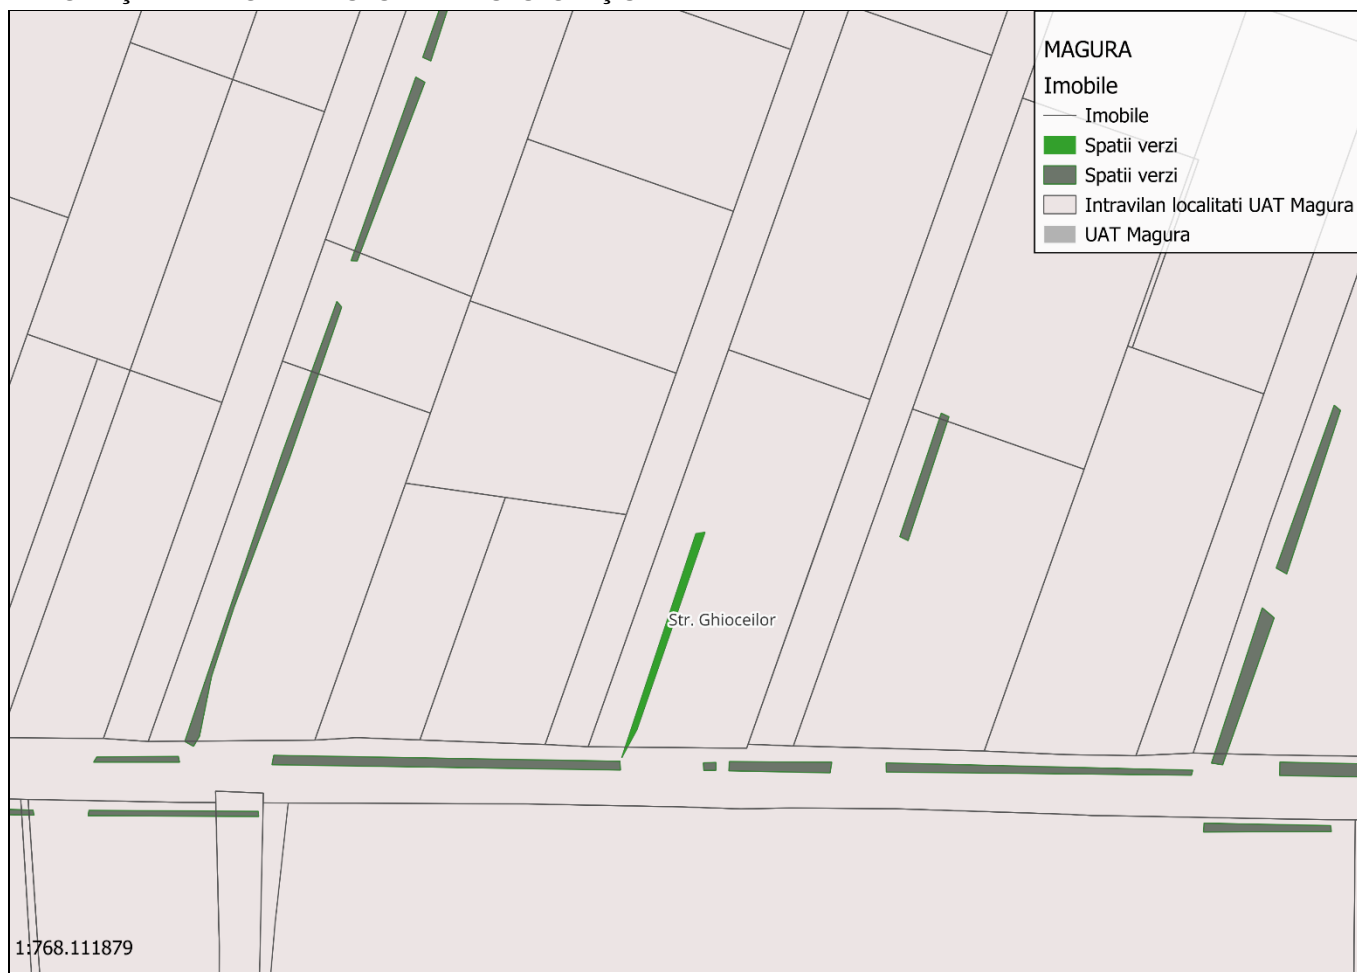 MAGURA
Imobile
Imobile
Spatii verzi
Spatii verzi
Intravilan localitati UAT Magura
UAT Magura
Str. Ghioceilor
1:768.111879